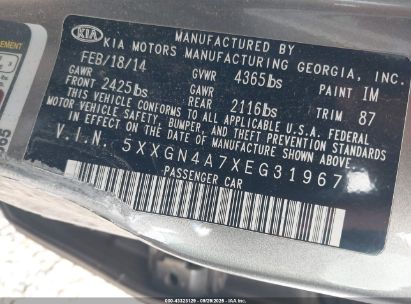 MANUFACTURED BY
KIA KIA MOTORS MANUFACTURING GEORGIA, INC.
FEB/18/14 GVWR 4365lbs PAINT IM
GAWR FRONT 2425lbs GAWR REAR 2116lbs TRIM 87
THIS VEHICLE CONFORMS TO ALL APPLICABLE U.S.A. FEDERAL
MOTOR VEHICLE SAFETY, BUMPER, AND THEFT PREVENTION STANDARDS
IN EFFECT ON THE DATE OF MANUFACTURE SHOWN ABOVE.
V.I.N. 5XXGN4A7XEG31967
PASSENGER CAR